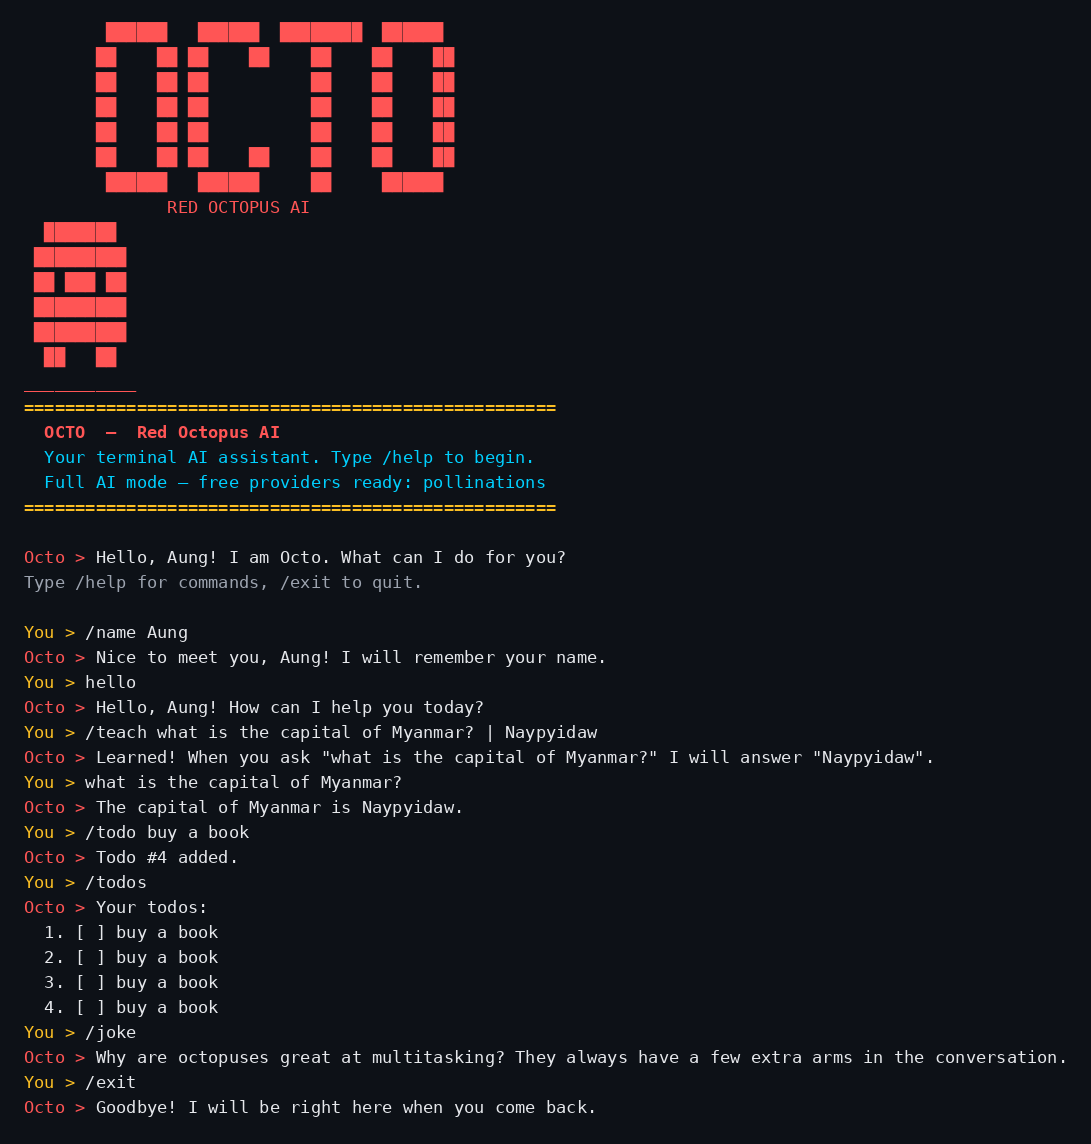 OCTO
RED OCTOPUS AI
___________
====================================================
OCTO — Red Octopus AI
Your terminal AI assistant. Type /help to begin.
Full AI mode — free providers ready: pollinations
====================================================
Octo > Hello, Aung! I am Octo. What can I do for you?
Type /help for commands, /exit to quit.
You > /name Aung
Octo > Nice to meet you, Aung! I will remember your name.
You > hello
Octo > Hello, Aung! How can I help you today?
You > /teach what is the capital of Myanmar? | Naypyidaw
Octo > Learned! When you ask "what is the capital of Myanmar?" I will answer "Naypyidaw".
You > what is the capital of Myanmar?
Octo > The capital of Myanmar is Naypyidaw.
You > /todo buy a book
Octo > Todo #4 added.
You > /todos
Octo > Your todos:
1. [ ] buy a book
2. [ ] buy a book
3. [ ] buy a book
4. [ ] buy a book
You > /joke
Octo > Why are octopuses great at multitasking? They always have a few extra arms in the conversation.
You > /exit
Octo > Goodbye! I will be right here when you come back.